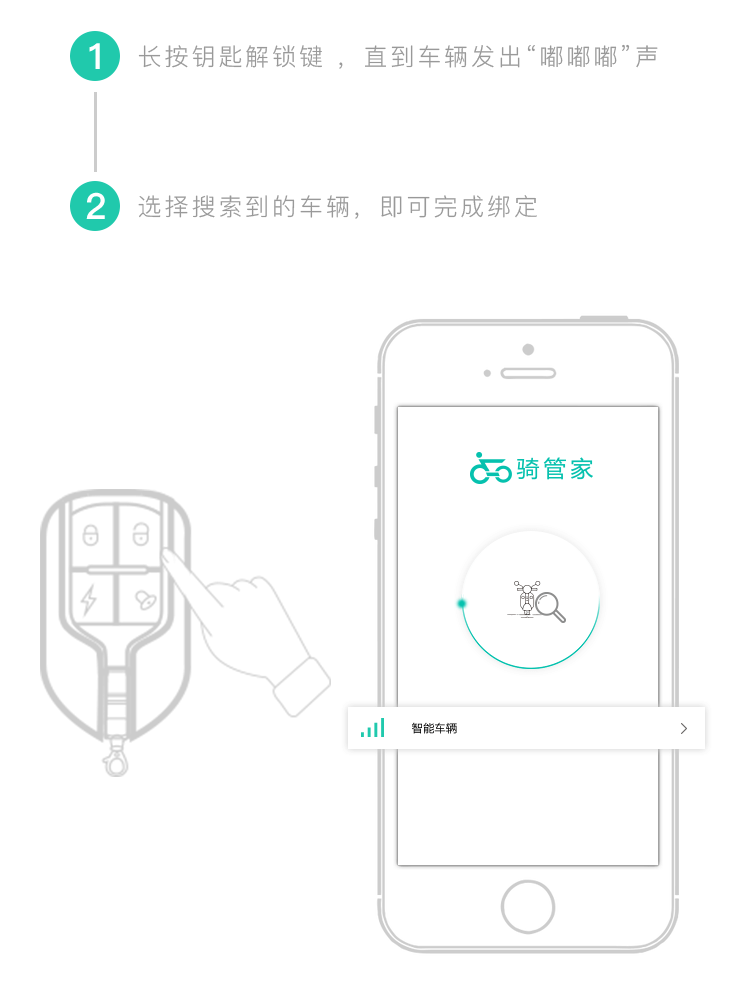 1 长按钥匙解锁键，直到车辆发出“嘟嘟嘟”声
2 选择搜索到的车辆，即可完成绑定
骑管家
智能车辆